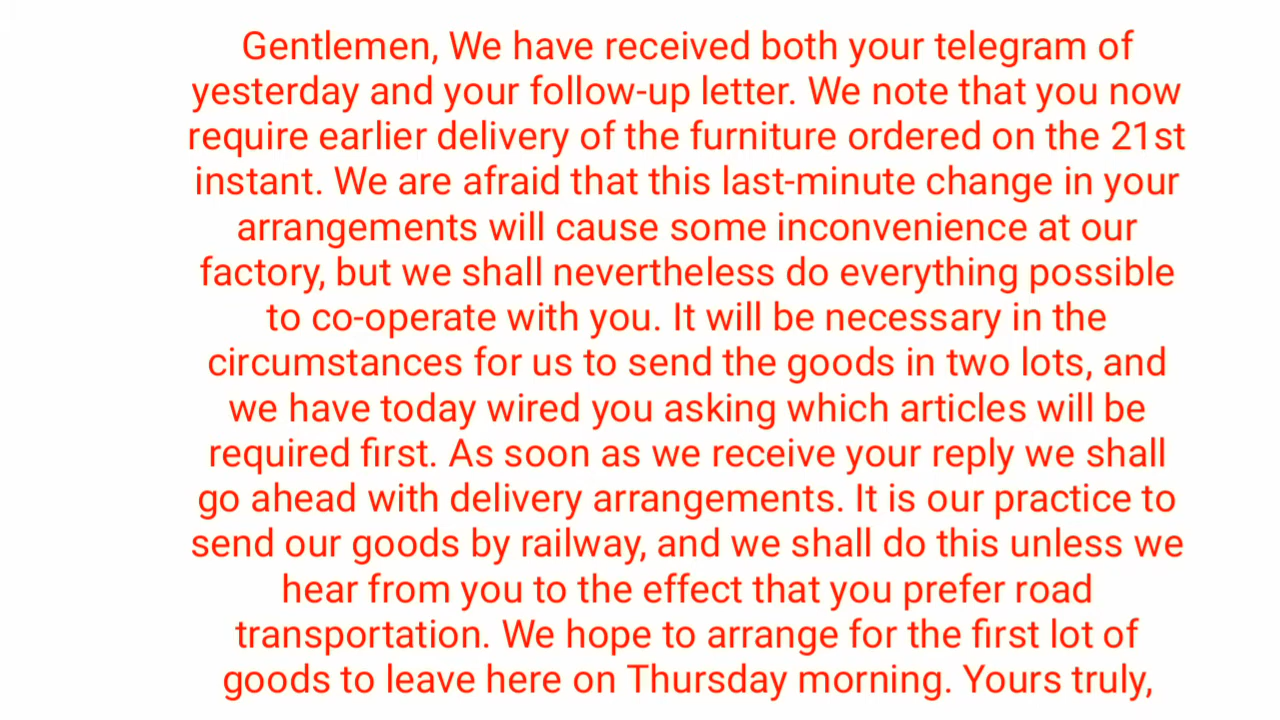 Gentlemen, We have received both your telegram of
yesterday and your follow-up letter. We note that you now
require earlier delivery of the furniture ordered on the 21st
instant. We are afraid that this last-minute change in your
arrangements will cause some inconvenience at our
factory, but we shall nevertheless do everything possible
to co-operate with you. It will be necessary in the
circumstances for us to send the goods in two lots, and
we have today wired you asking which articles will be
required first. As soon as we receive your reply we shall
go ahead with delivery arrangements. It is our practice to
send our goods by railway, and we shall do this unless we
hear from you to the effect that you prefer road
transportation. We hope to arrange for the first lot of
goods to leave here on Thursday morning. Yours truly,